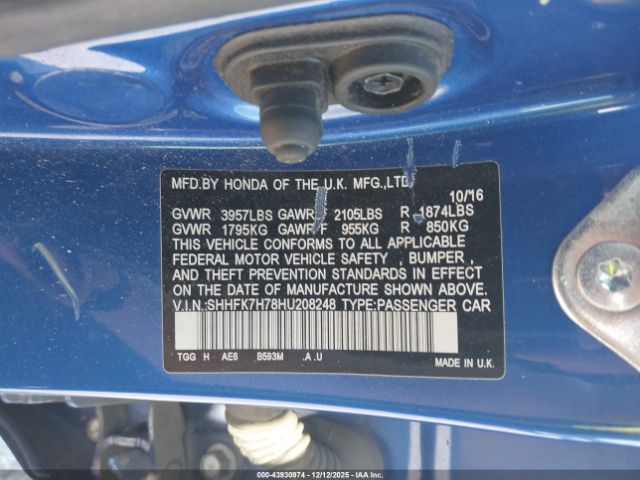 MFD.BY HONDA OF THE U.K. MFG.,LTD.
10/16
GVWR 3957LBS GAWR F 2105LBS R 1874LBS
GVWR 1795KG GAWR F 955KG R 850KG
THIS VEHICLE CONFORMS TO ALL APPLICABLE
FEDERAL MOTOR VEHICLE SAFETY , BUMPER ,
AND THEFT PREVENTION STANDARDS IN EFFECT
ON THE DATE OF MANUFACTURE SHOWN ABOVE.
V.I.N:SHHFK7H78HU208248 TYPE:PASSENGER CAR
TGG H AE6 B593M .A .U
MADE IN U.K.
000-43930974 - 12/12/2025 - IAA, Inc.